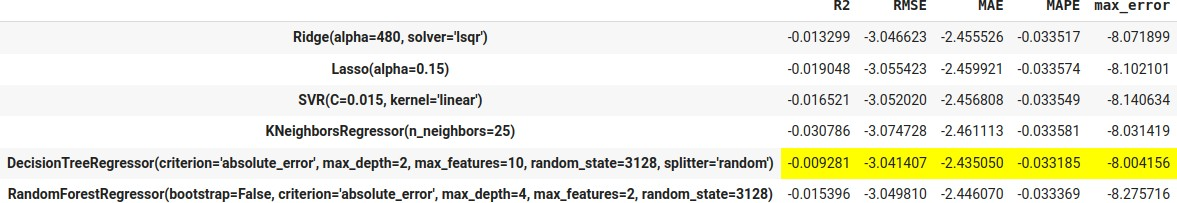 R2 RMSE MAE MAPE max_error
Ridge(alpha=480, solver='lsqr') -0.013299 -3.046623 -2.455526 -0.033517 -8.071899
Lasso(alpha=0.15) -0.019048 -3.055423 -2.459921 -0.033574 -8.102101
SVR(C=0.015, kernel='linear') -0.016521 -3.052020 -2.456808 -0.033549 -8.140634
KNeighborsRegressor(n_neighbors=25) -0.030786 -3.074728 -2.461113 -0.033581 -8.031419
DecisionTreeRegressor(criterion='absolute_error', max_depth=2, max_features=10, random_state=3128, splitter='random') -0.009281 -3.041407 -2.435050 -0.033185 -8.004156
RandomForestRegressor(bootstrap=False, criterion='absolute_error', max_depth=4, max_features=2, random_state=3128) -0.015396 -3.049810 -2.446070 -0.033369 -8.275716